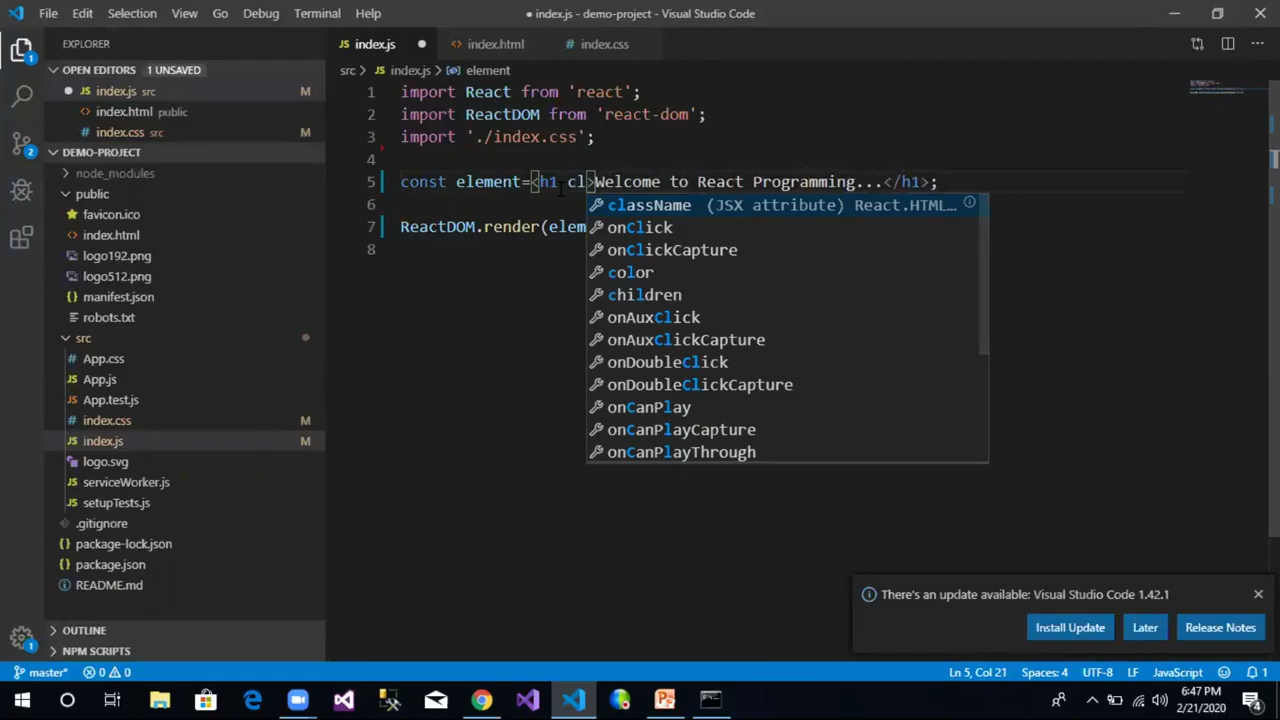 File Edit Selection View Go Debug Terminal Help
● index.js - demo-project - Visual Studio Code
EXPLORER
OPEN EDITORS 1 UNSAVED
index.js src M
index.html public
index.css src M
DEMO-PROJECT
node_modules
public
favicon.ico
index.html
logo192.png
logo512.png
manifest.json
robots.txt
src
App.css
App.js
App.test.js
index.css M
index.js M
logo.svg
serviceWorker.js
setupTests.js
.gitignore
package-lock.json
package.json
README.md
OUTLINE
NPM SCRIPTS
index.js index.html index.css
src > index.js > element
1 import React from 'react';
2 import ReactDOM from 'react-dom';
3 import './index.css';
4
5 const element=<h1 cl>Welcome to React Programming...</h1>;
6
7 ReactDOM.render(elem
8
className (JSX attribute) React.HTML…
onClick
onClickCapture
color
children
onAuxClick
onAuxClickCapture
onDoubleClick
onDoubleClickCapture
onCanPlay
onCanPlayCapture
onCanPlayThrough
There's an update available: Visual Studio Code 1.42.1
Install Update Later Release Notes
master* 0 0 Ln 5, Col 21 Spaces: 4 UTF-8 LF JavaScript 1
6:47 PM
2/21/2020